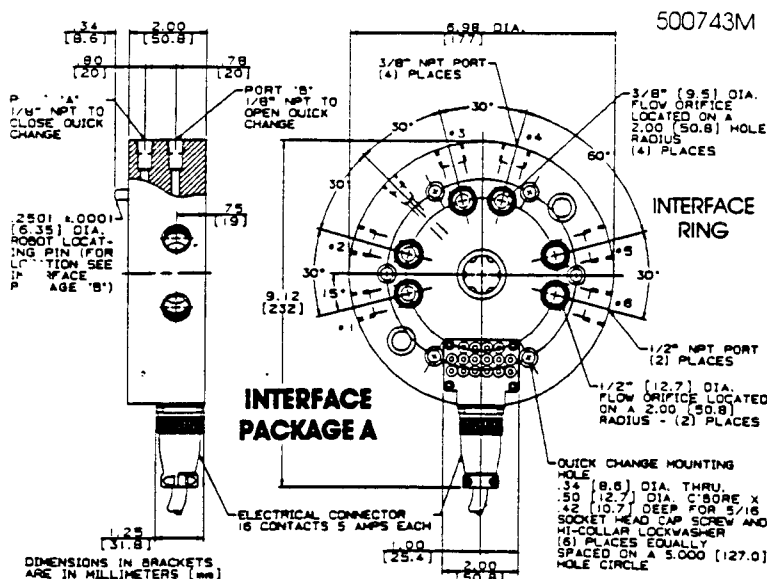 500743M
.34
[8.6]
2.00
[50.8]
.80
[20]
.78
[20]
1/8" NPT TO
CLOSE QUICK
CHANGE
PORT 'B'
1/8" NPT TO
OPEN QUICK
CHANGE
6.98 DIA.
[177]
3/8" NPT PORT
(4) PLACES
3/8" [9.5] DIA.
FLOW ORIFICE
LOCATED ON A
2.00 [50.8] HOLE
RADIUS
(4) PLACES
30°
30°
60°
30°
#3
#4
.2501 ±.0001
[6.35] DIA.
ROBOT LOCAT-
ING PIN (FOR
SEE
'B')
.75
[19]
INTERFACE
RING
#2
#5
30°
15°
30°
#1
#6
9.12
[232]
1/2" NPT PORT
(2) PLACES
1/2" [12.7] DIA.
FLOW ORIFICE LOCATED
ON A 2.00 [50.8]
RADIUS - (2) PLACES
INTERFACE
PACKAGE A
QUICK CHANGE MOUNTING
HOLE
.34 [8.6] DIA. THRU,
.50 [12.7] DIA. C'BORE X
.42 [10.7] DEEP FOR 5/16
SOCKET HEAD CAP SCREW AND
HI-COLLAR LOCKWASHER
(6) PLACES EQUALLY
SPACED ON A 5.000 [127.0]
HOLE CIRCLE
ELECTRICAL CONNECTOR
16 CONTACTS 5 AMPS EACH
1.25
[31.8]
1.00
[25.4]
2.00
[50.8]
DIMENSIONS IN BRACKETS
ARE IN MILLIMETERS [mm]